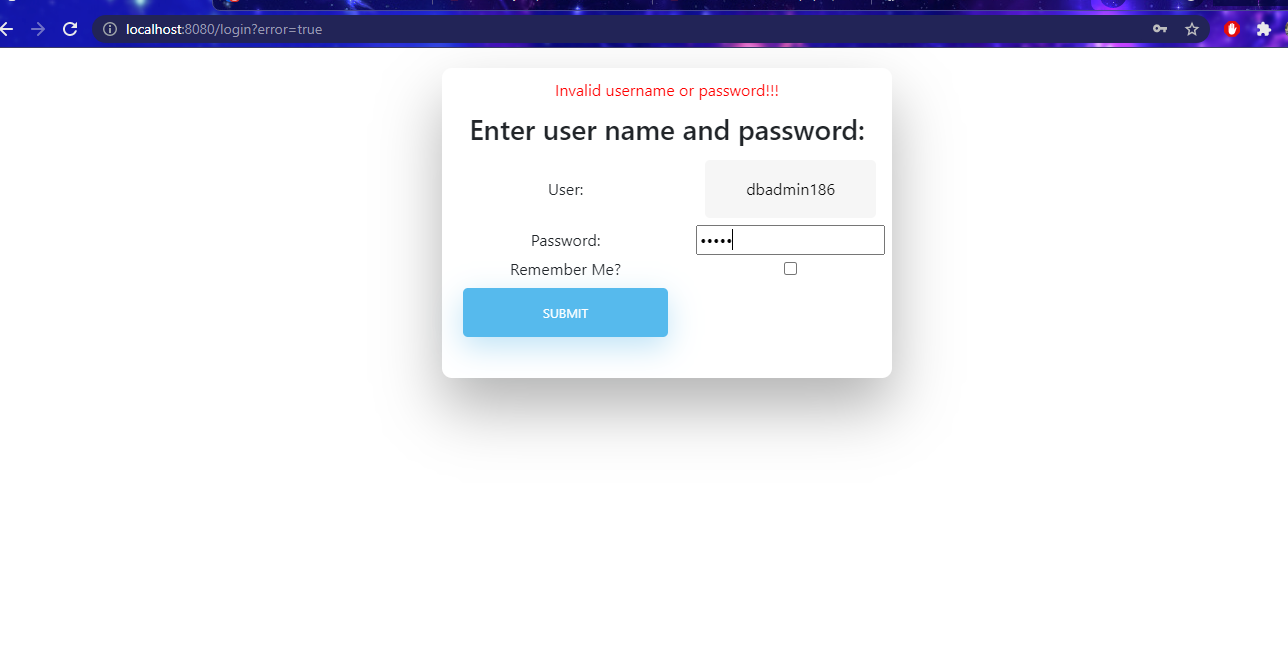 localhost:8080/login?error=true
Invalid username or password!!!
Enter user name and password:
User: dbadmin186
Password: •••••
Remember Me?
SUBMIT